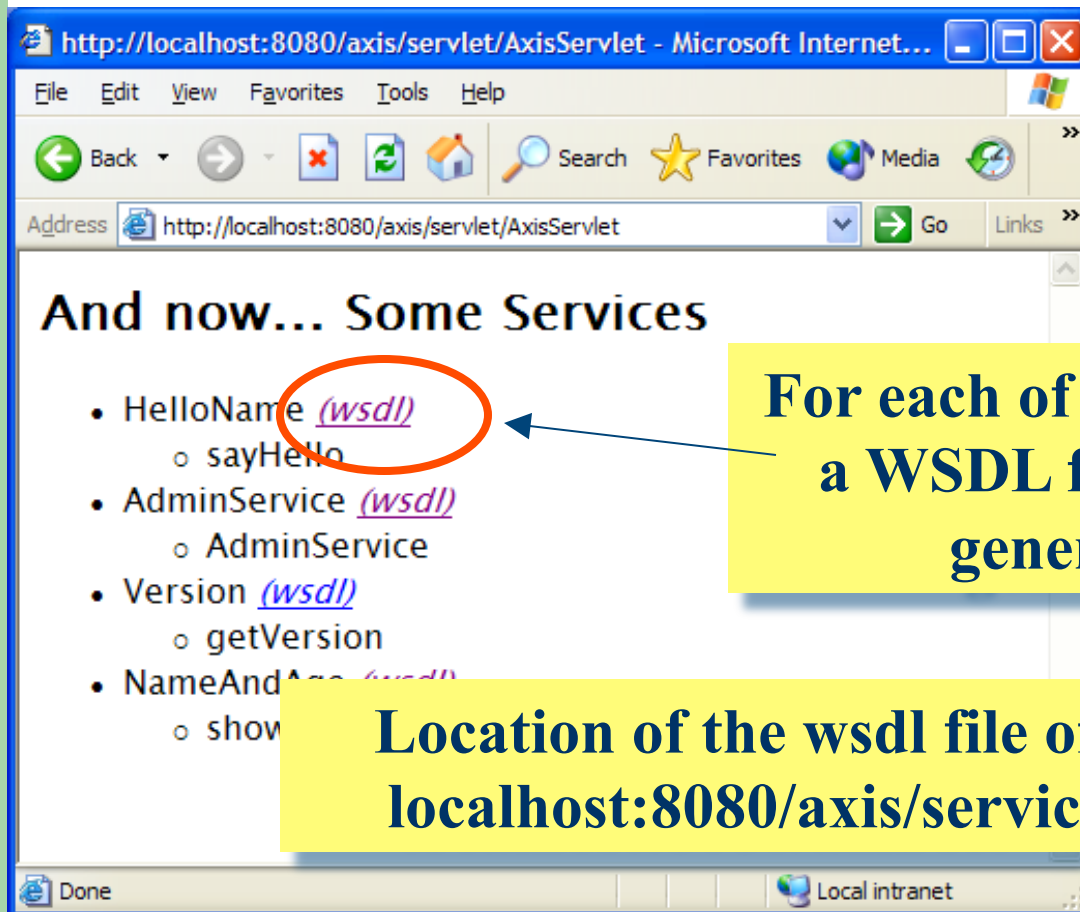 http://localhost:8080/axis/servlet/AxisServlet - Microsoft Internet...
File Edit View Favorites Tools Help
Back Search Favorites Media »
Address http://localhost:8080/axis/servlet/AxisServlet Go Links »
And now... Some Services
• HelloName (wsdl)
o sayHello
• AdminService (wsdl)
o AdminService
• Version (wsdl)
o getVersion
• NameAndAge (wsdl)
o show
For each of
a WSDL f
gener
Location of the wsdl file o
localhost:8080/axis/servic
Done Local intranet